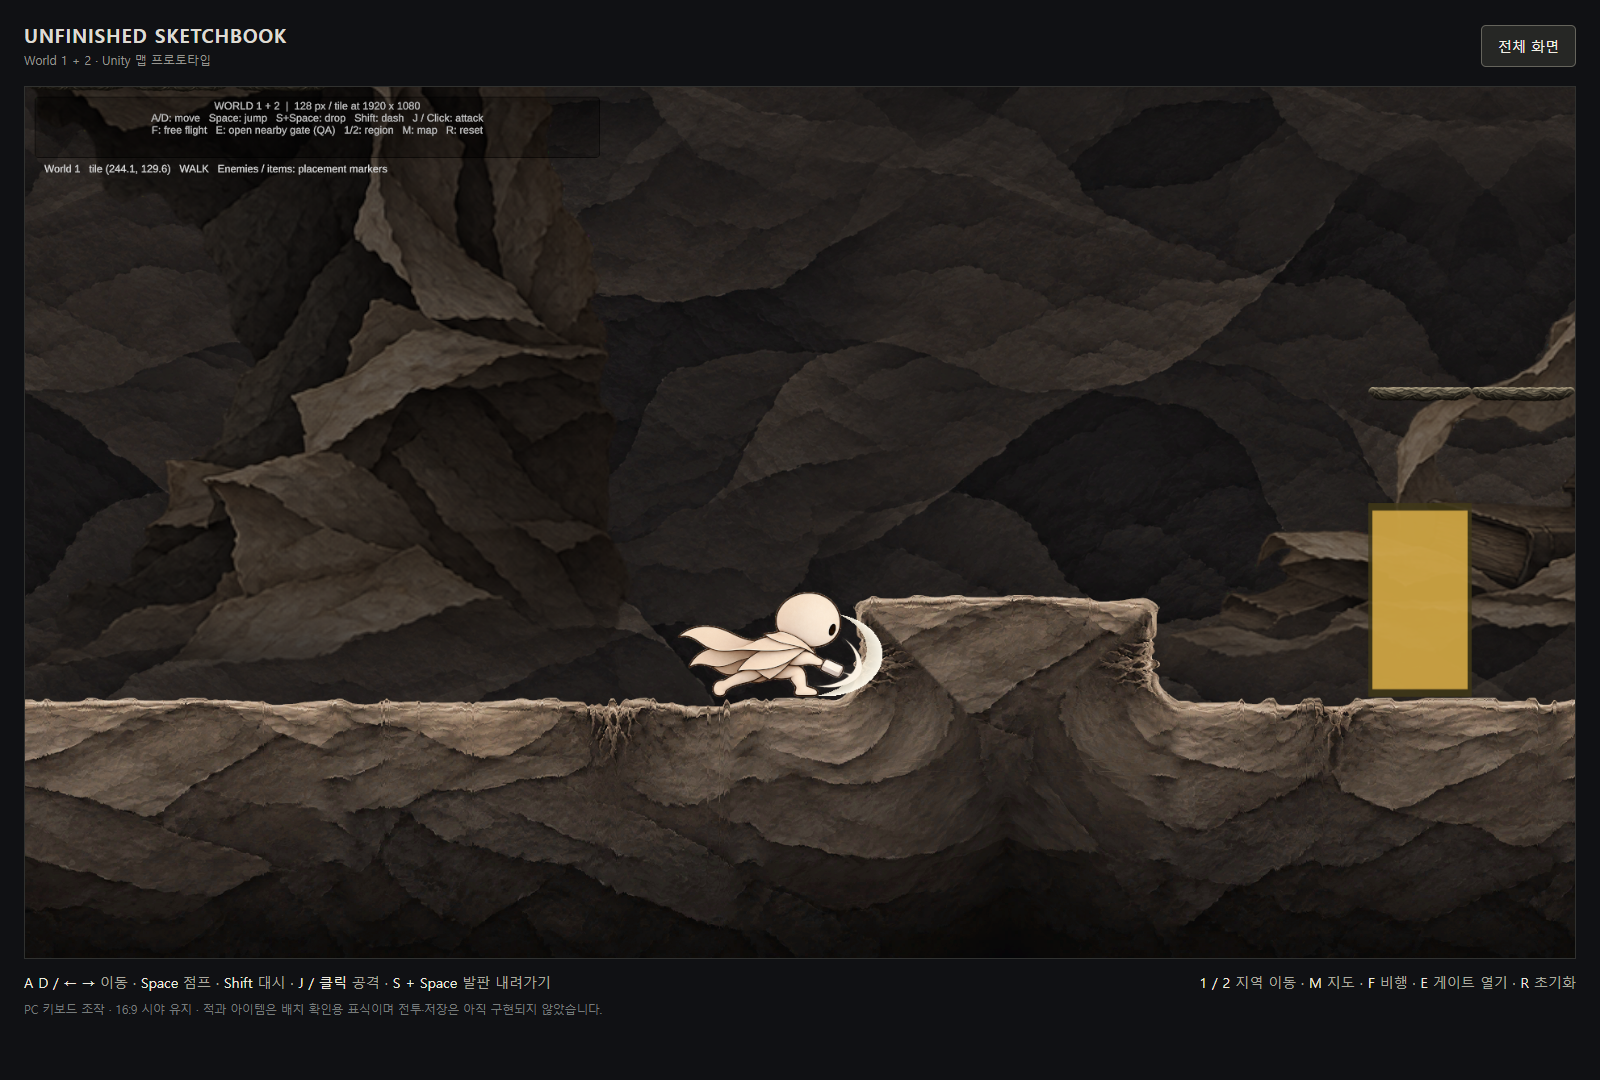 UNFINISHED SKETCHBOOK
World 1 + 2 · Unity 맵 프로토타입
전체 화면
WORLD 1 + 2 | 128 px / tile at 1920 x 1080
A/D: move Space: jump S+Space: drop Shift: dash J / Click: attack
F: free flight E: open nearby gate (QA) 1/2: region M: map R: reset
World 1 tile (244.1, 129.6) WALK Enemies / items: placement markers
A D / ← → 이동 · Space 점프 · Shift 대시 · J / 클릭 공격 · S + Space 발판 내려가기
1 / 2 지역 이동 · M 지도 · F 비행 · E 게이트 열기 · R 초기화
PC 키보드 조작 · 16:9 시야 유지 · 적과 아이템은 배치 확인용 표식이며 전투·저장은 아직 구현되지 않았습니다.